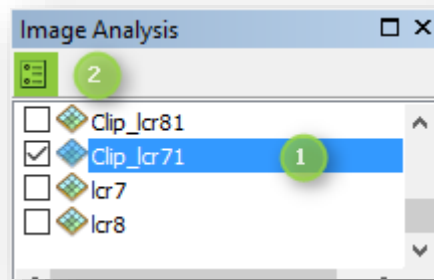 Image Analysis
2
Clip_lcr81
Clip_lcr71 1
lcr7
lcr8